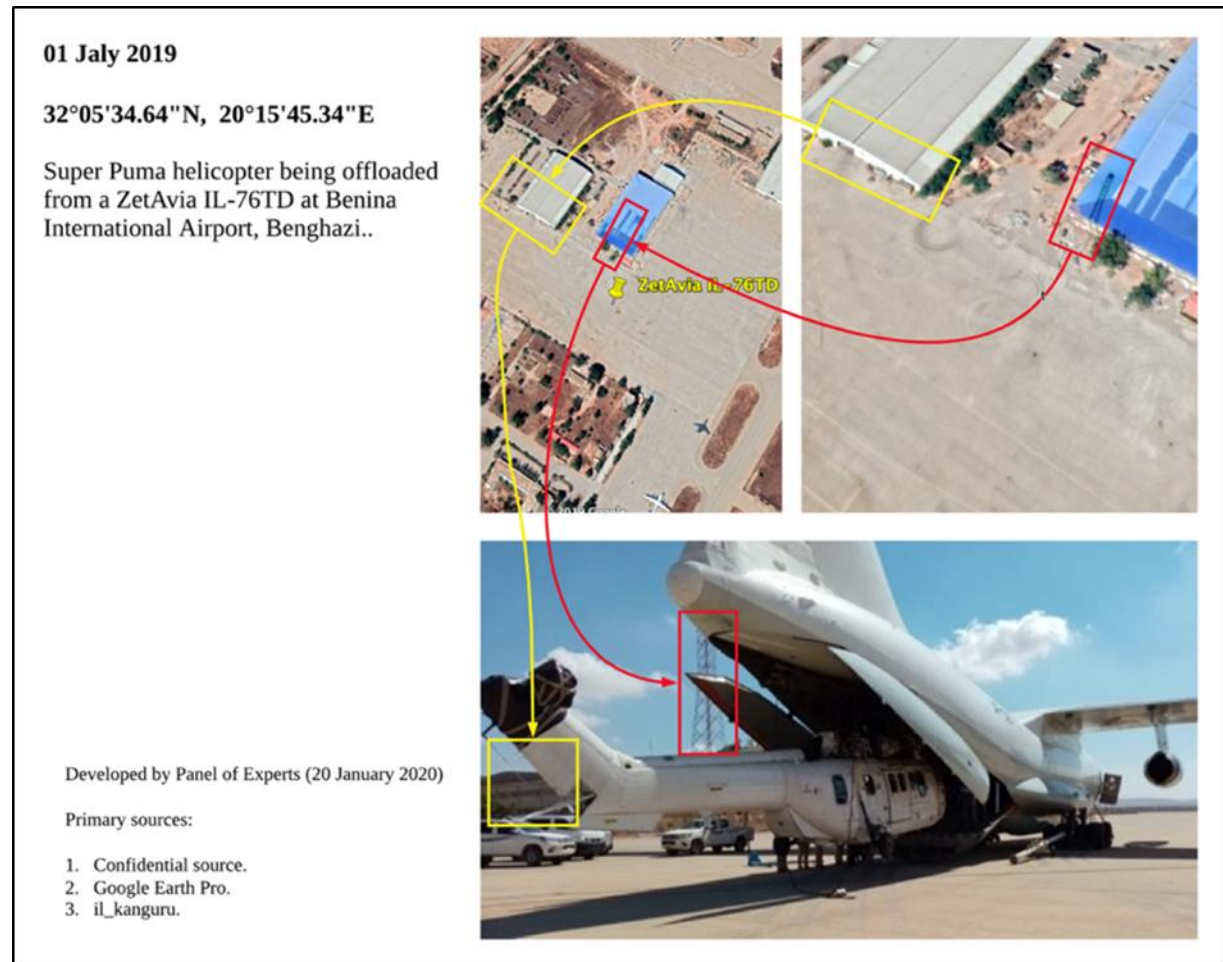 01 Jaly 2019
32°05'34.64"N, 20°15'45.34"E
Super Puma helicopter being offloaded
from a ZetAvia IL-76TD at Benina
International Airport, Benghazi..
ZetAvia IL-76TD
Developed by Panel of Experts (20 January 2020)
Primary sources:
1. Confidential source.
2. Google Earth Pro.
3. il_kanguru.